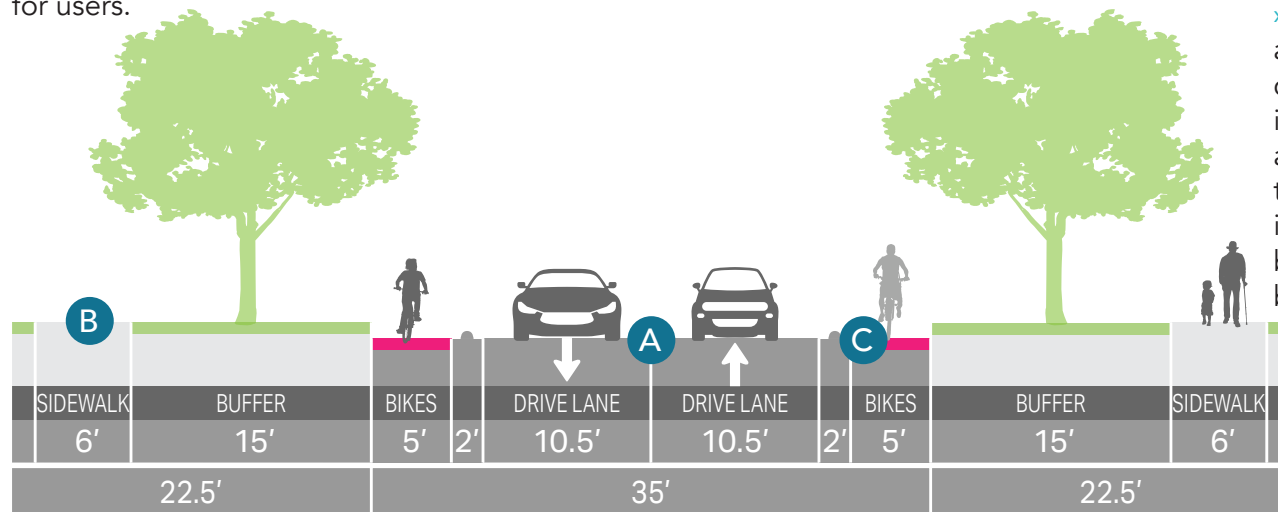 for users.
B
A
C
SIDEWALK BUFFER BIKES DRIVE LANE DRIVE LANE BIKES BUFFER SIDEWALK
6' 15' 5' 2' 10.5' 10.5' 2' 5' 15' 6'
22.5' 35' 22.5'